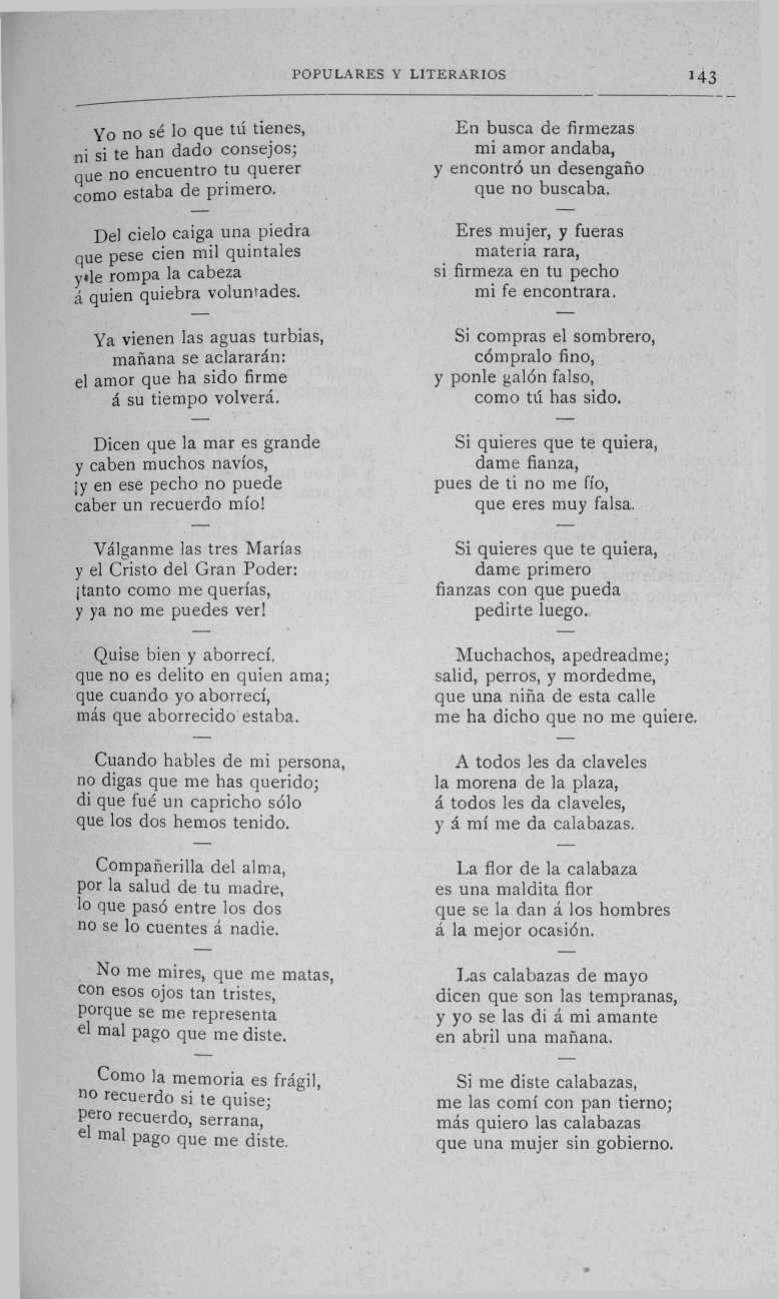 POPULARES Y LITERARIOS 143
Yo no sé lo que tú tienes,
ni si te han dado consejos;
que no encuentro tu querer
como estaba de primero.
Del cielo caiga una piedra
que pese cien mil quintales
y le rompa la cabeza
á quien quiebra voluntades.
Ya vienen las aguas turbias,
mañana se aclararán:
el amor que ha sido firme
á su tiempo volverá.
Dicen que la mar es grande
y caben muchos navíos,
¡y en ese pecho no puede
caber un recuerdo mío!
Válganme las tres Marías
y el Cristo del Gran Poder:
¡tanto como me querías,
y ya no me puedes ver!
Quise bien y aborrecí,
que no es delito en quien ama;
que cuando yo aborrecí,
más que aborrecido estaba.
Cuando hables de mi persona,
no digas que me has querido;
di que fué un capricho sólo
que los dos hemos tenido.
Compañerilla del alma,
por la salud de tu madre,
lo que pasó entre los dos
no se lo cuentes á nadie.
No me mires, que me matas,
con esos ojos tan tristes,
porque se me representa
el mal pago que me diste.
Como la memoria es frágil,
no recuerdo si te quise;
pero recuerdo, serrana,
el mal pago que me diste.
En busca de firmezas
mi amor andaba,
y encontró un desengaño
que no buscaba.
Eres mujer, y fueras
materia rara,
si firmeza en tu pecho
mi fe encontrara.
Si compras el sombrero,
cómpralo fino,
y ponle galón falso,
como tú has sido.
Si quieres que te quiera,
dame fianza,
pues de ti no me fío,
que eres muy falsa.
Si quieres que te quiera,
dame primero
fianzas con que pueda
pedirte luego.
Muchachos, apedreadme;
salid, perros, y mordedme,
que una niña de esta calle
me ha dicho que no me quiere.
A todos les da claveles
la morena de la plaza,
á todos les da claveles,
y á mí me da calabazas.
La flor de la calabaza
es una maldita flor
que se la dan á los hombres
á la mejor ocasión.
Las calabazas de mayo
dicen que son las tempranas,
y yo se las di á mi amante
en abril una mañana.
Si me diste calabazas,
me las comí con pan tierno;
más quiero las calabazas
que una mujer sin gobierno.